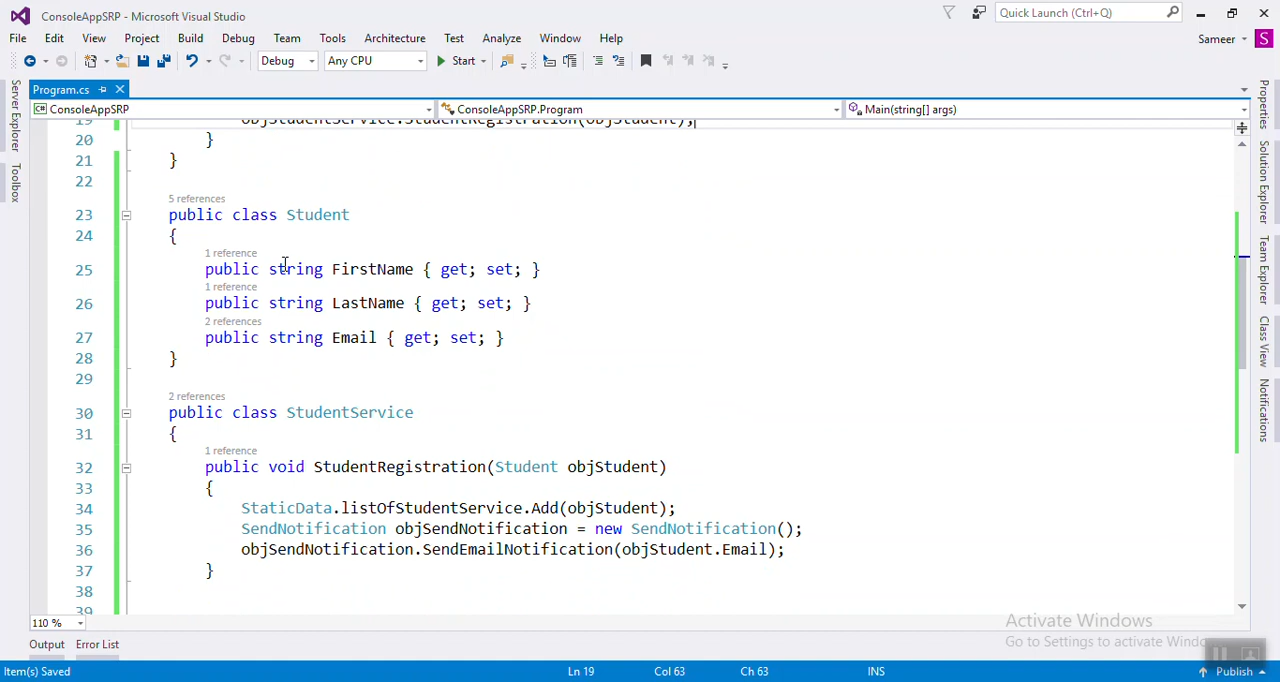 ConsoleAppSRP - Microsoft Visual Studio
Quick Launch (Ctrl+Q)
File Edit View Project Build Debug Team Tools Architecture Test Analyze Window Help
Sameer S
Debug Any CPU Start
Program.cs
C# ConsoleAppSRP ConsoleAppSRP.Program Main(string[] args)
Server Explorer
Toolbox
Properties
Solution Explorer
Team Explorer
Class View
Notifications
19 objStudentService.StudentRegistration(objStudent);
20 }
21 }
22
5 references
23 public class Student
24 {
1 reference
25 public string FirstName { get; set; }
1 reference
26 public string LastName { get; set; }
2 references
27 public string Email { get; set; }
28 }
29
2 references
30 public class StudentService
31 {
1 reference
32 public void StudentRegistration(Student objStudent)
33 {
34 StaticData.listOfStudentService.Add(objStudent);
35 SendNotification objSendNotification = new SendNotification();
36 objSendNotification.SendEmailNotification(objStudent.Email);
37 }
38
39
110 %
Activate Windows
Go to Settings to activate Windo
Output Error List
Item(s) Saved Ln 19 Col 63 Ch 63 INS Publish